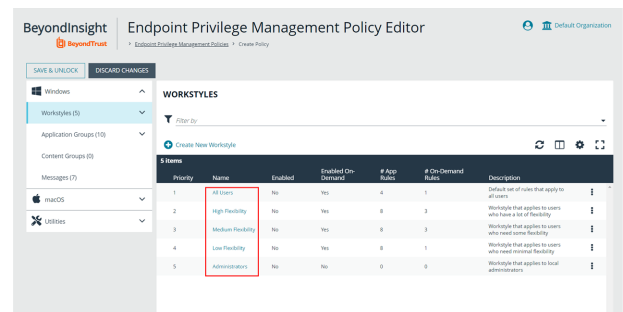 BeyondInsight
BeyondTrust
Endpoint Privilege Management Policy Editor
Endpoint Privilege Management Policies > Create Policy
Default Organization
SAVE & UNLOCK DISCARD CHANGES
Windows
Workstyles (5)
Application Groups (10)
Content Groups (0)
Messages (7)
macOS
Utilities
WORKSTYLES
Filter by
Create New Workstyle
5 items
Priority Name Enabled Enabled On-Demand # App Rules # On-Demand Rules Description
1 All Users No Yes 4 1 Default set of rules that apply to all users
2 High Flexibility No Yes 8 3 Workstyle that applies to users who have a lot of flexibility
3 Medium Flexibility No Yes 8 3 Workstyle that applies to users who need some flexibility
4 Low Flexibility No Yes 8 1 Workstyle that applies to users who need minimal flexibility
5 Administrators No No 0 0 Workstyle that applies to local administrators